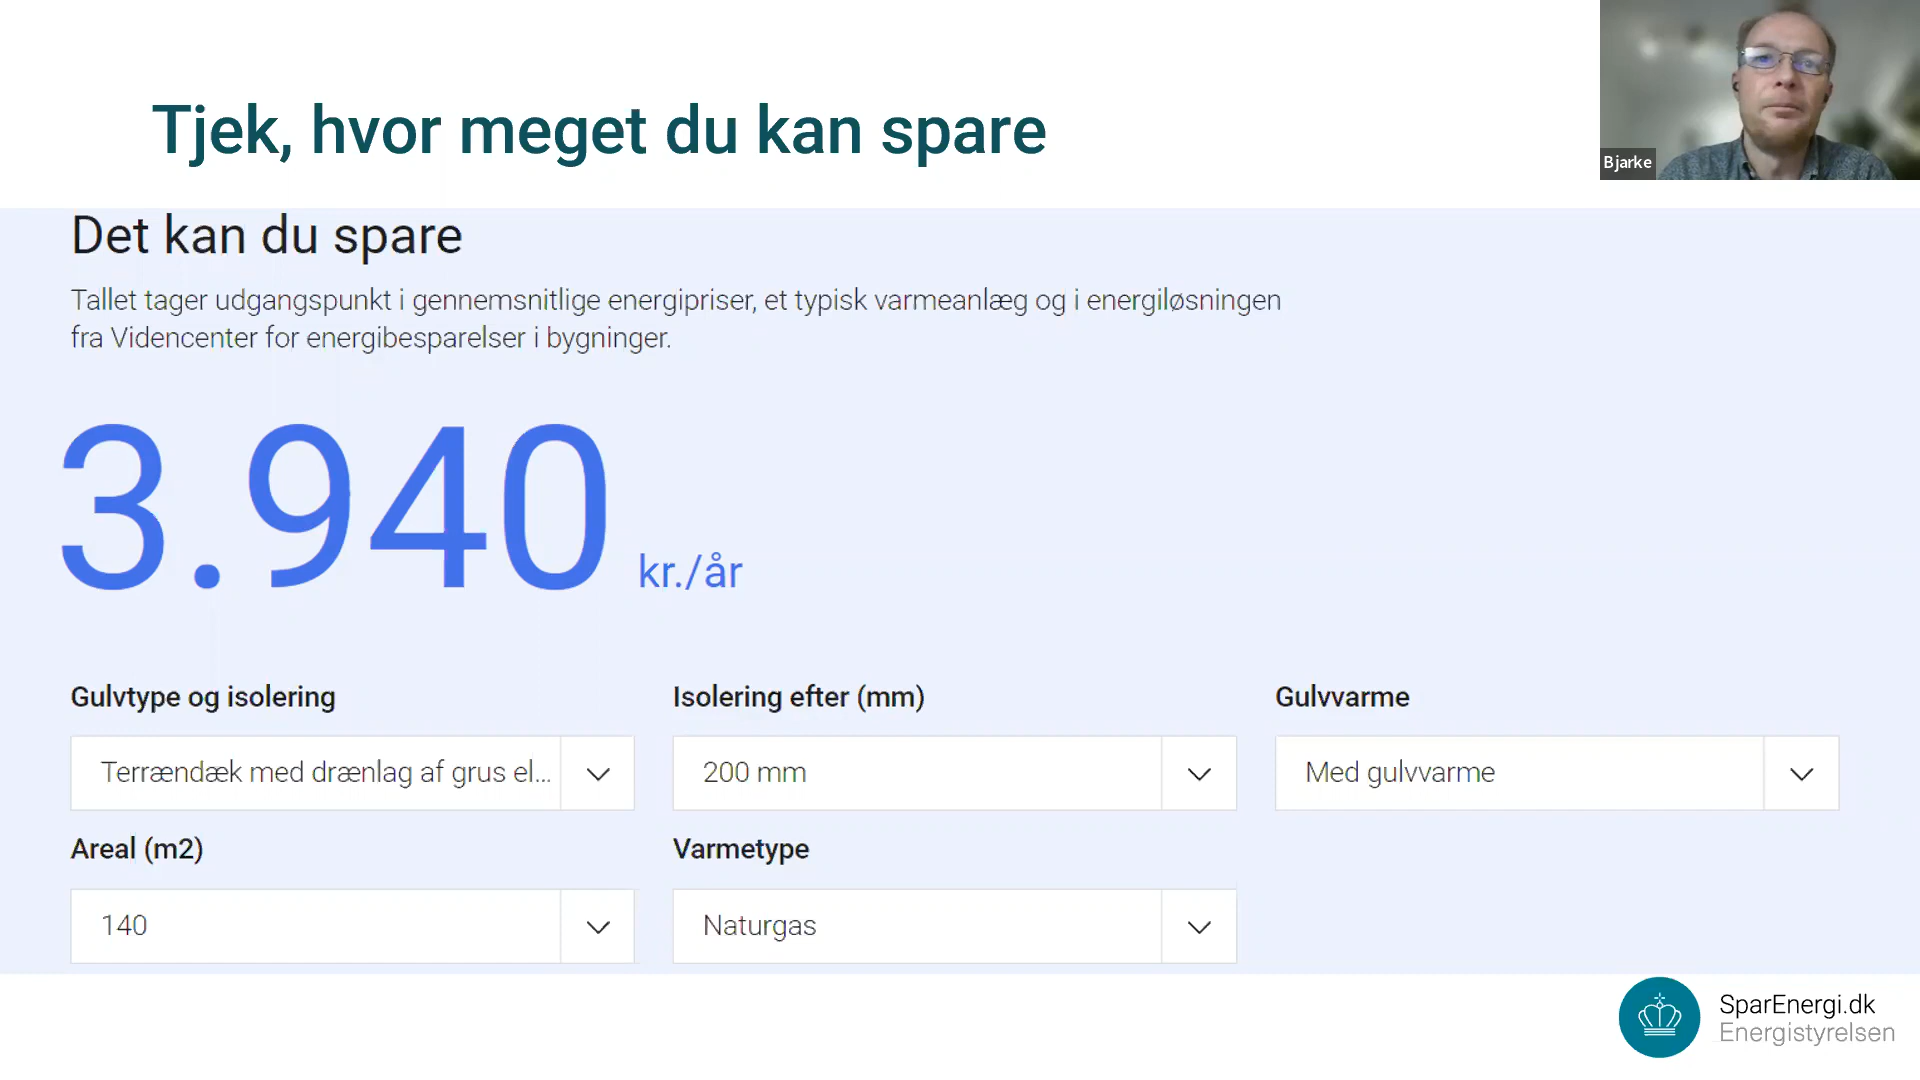 Tjek, hvor meget du kan spare
Bjarke
Det kan du spare
Tallet tager udgangspunkt i gennemsnitlige energipriser, et typisk varmeanlæg og i energiløsningen
fra Videncenter for energibesparelser i bygninger.
3.940 kr./år
Gulvtype og isolering
Terrændæk med drænlag af grus el...
Isolering efter (mm)
200 mm
Gulvvarme
Med gulvvarme
Areal (m2)
140
Varmetype
Naturgas
SparEnergi.dk
Energistyrelsen